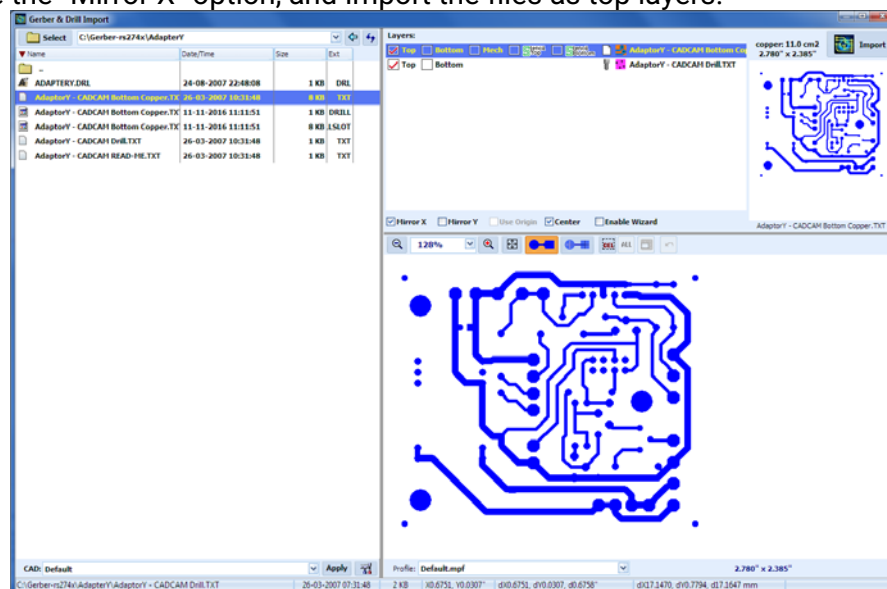 the "Mirror X" option, and import the files as top layers.
Gerber & Drill Import
Select C:\Gerber-rs274x\AdapterY
Name Date/Time Size Ext
..
ADAPTERY.DRL 24-08-2007 22:48:08 1 KB DRL
AdaptorY - CADCAM Bottom Copper.TX 26-03-2007 10:31:48 8 KB TXT
AdaptorY - CADCAM Bottom Copper.TX 11-11-2016 11:11:51 1 KB DRILL
AdaptorY - CADCAM Bottom Copper.TX 11-11-2016 11:11:51 8 KB .SLOT
AdaptorY - CADCAM Drill.TXT 26-03-2007 10:31:48 1 KB TXT
AdaptorY - CADCAM READ-ME.TXT 26-03-2007 10:31:48 1 KB TXT
CAD: Default Apply
C:\Gerber-rs274x\AdapterY\AdaptorY - CADCAM Drill.TXT 26-03-2007 07:31:48 2 KB X0.6751, Y0.0307" dX0.6751, dY0.0307, d0.6758" dX17.1470, dY0.7794, d17.1647 mm
Layers:
Top Bottom Mech AdaptorY - CADCAM Bottom Co
Top Bottom AdaptorY - CADCAM Drill.TXT
copper: 11.0 cm2
2.780" x 2.385"
Import
Mirror X Mirror Y Use Origin Center Enable Wizard
AdaptorY - CADCAM Bottom Copper.TXT
128% DEL ALL
Profile: Default.mpf 2.780" x 2.385"